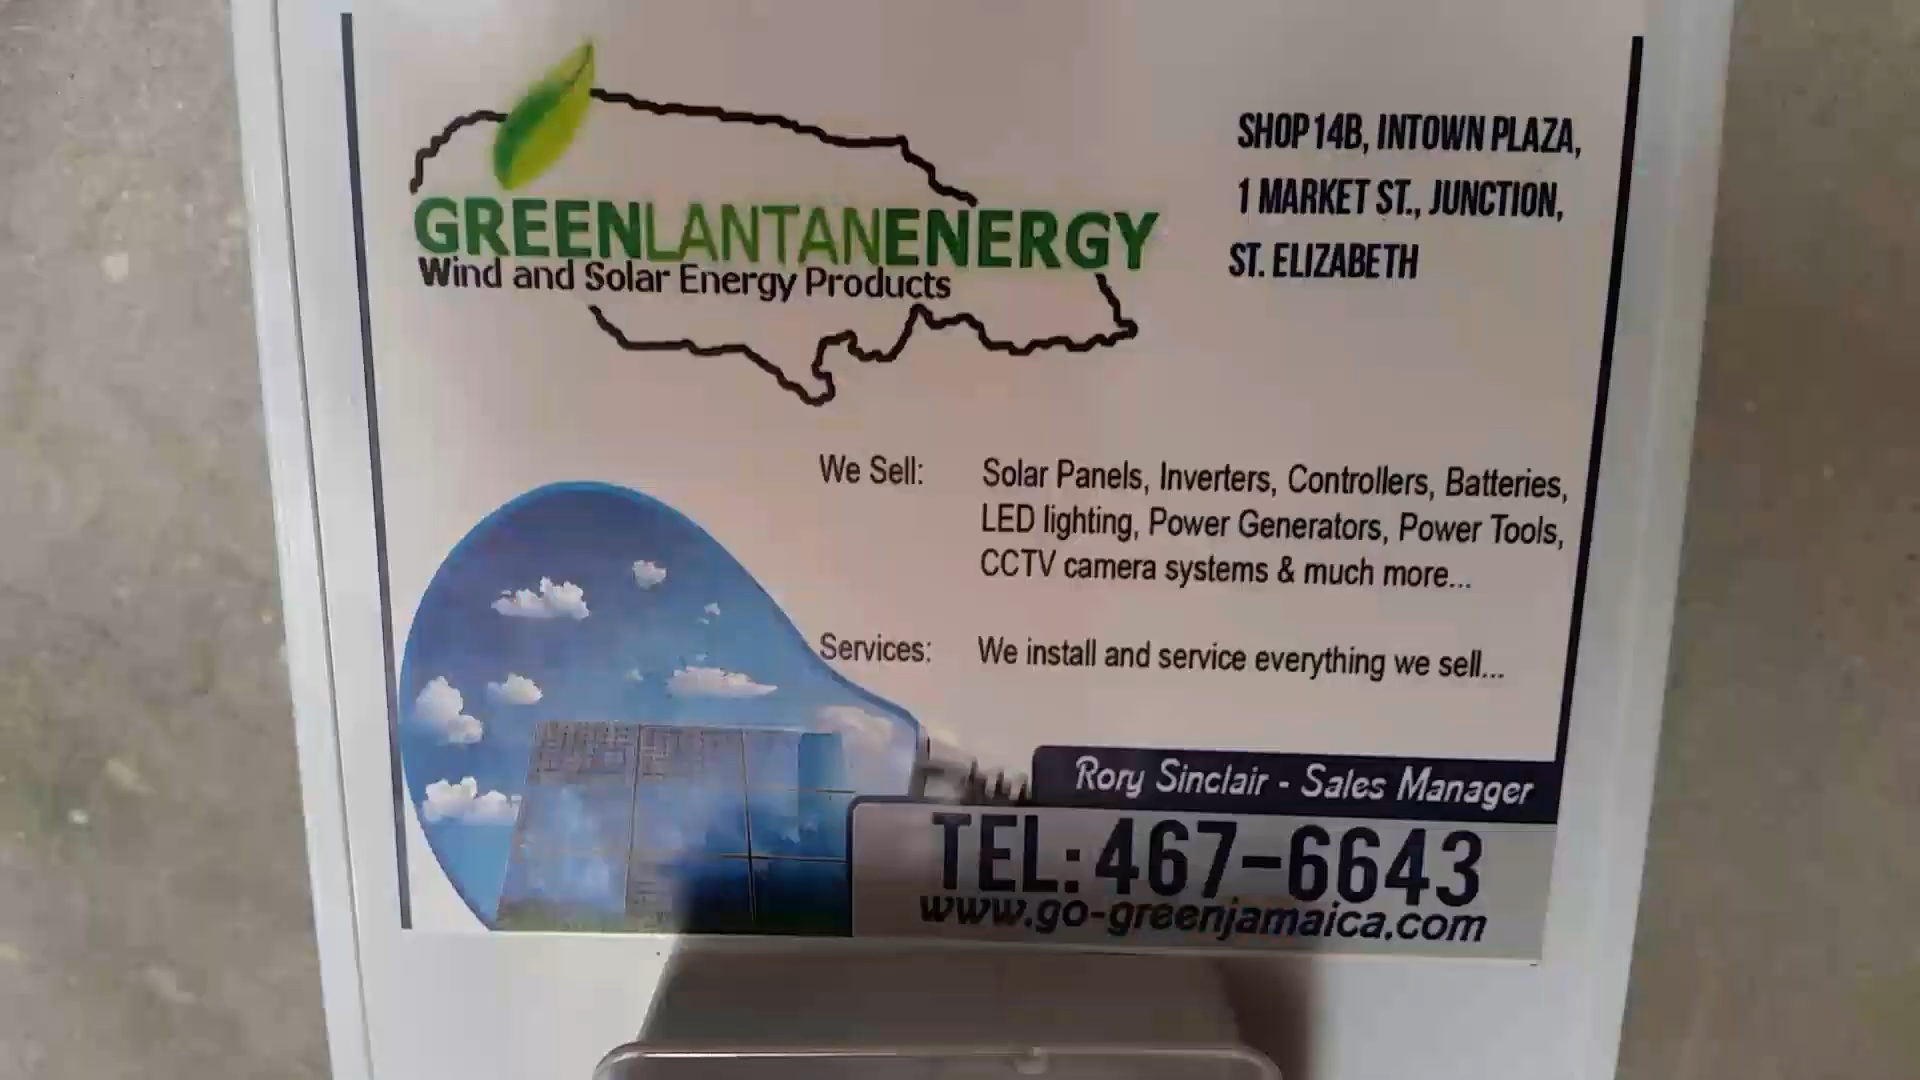 GREENLANTANENERGY
Wind and Solar Energy Products
SHOP 14B, INTOWN PLAZA,
1 MARKET ST., JUNCTION,
ST. ELIZABETH
We Sell: Solar Panels, Inverters, Controllers, Batteries,
LED lighting, Power Generators, Power Tools,
CCTV camera systems & much more...
Services: We install and service everything we sell...
Rory Sinclair - Sales Manager
TEL: 467-6643
www.go-greenjamaica.com